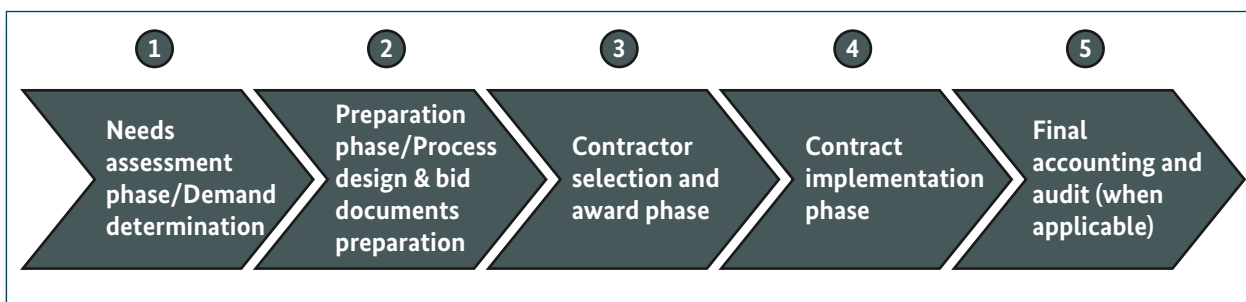 1
2
3
4
5
Needs
assessment
phase/Demand
determination
Preparation
phase/Process
design & bid
documents
preparation
Contractor
selection and
award phase
Contract
implementation
phase
Final
accounting and
audit (when
applicable)